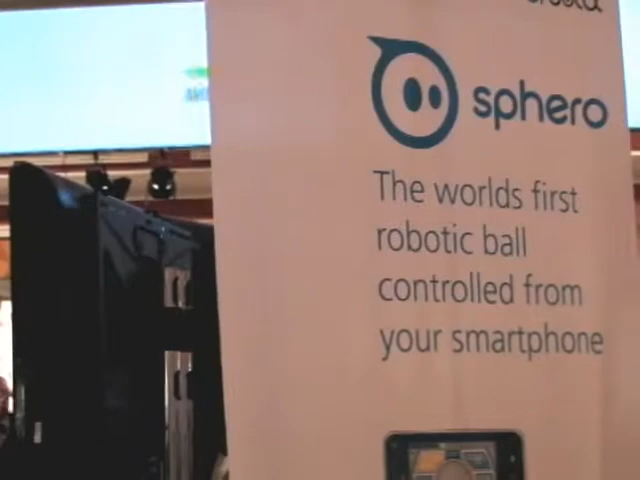 sphero
The worlds first
robotic ball
controlled from
your smartphone